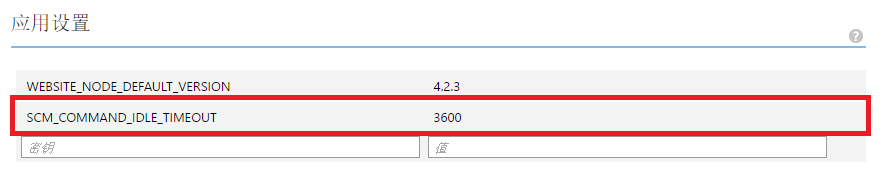 应用设置
?
WEBSITE_NODE_DEFAULT_VERSION 4.2.3
SCM_COMMAND_IDLE_TIMEOUT 3600
密钥 值